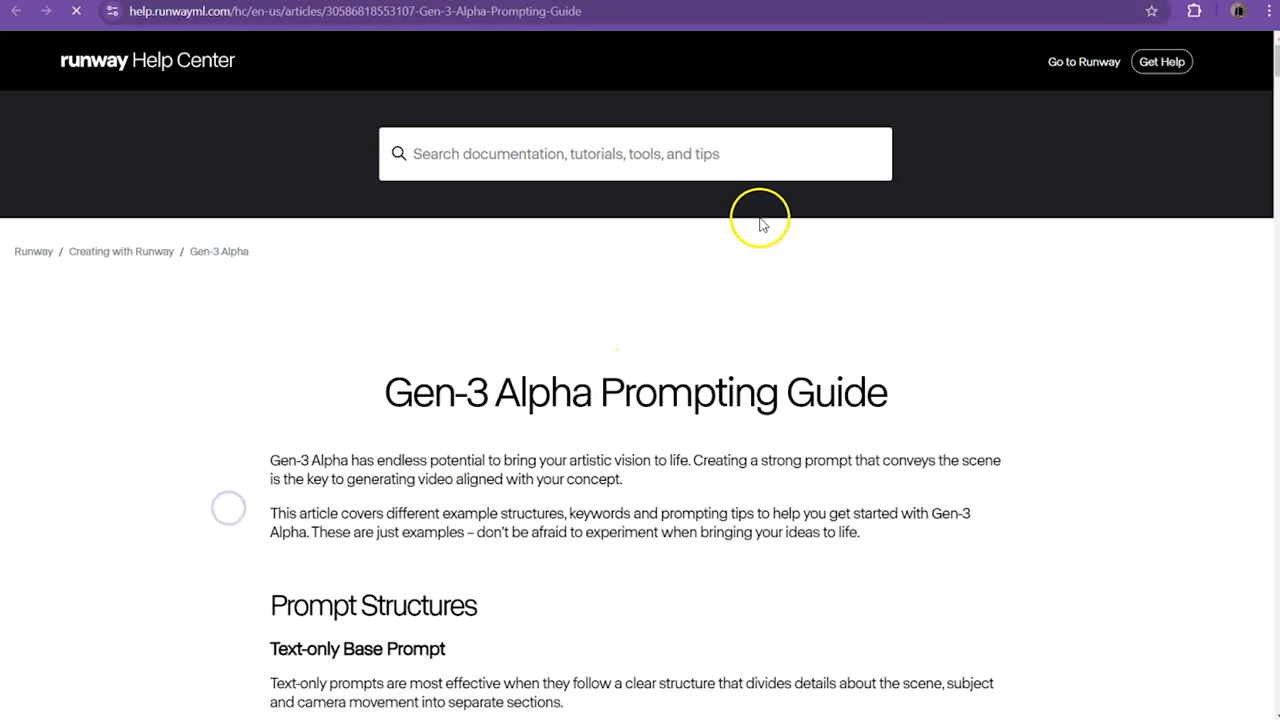 help.runwayml.com/hc/en-us/articles/30586818553107-Gen-3-Alpha-Prompting-Guide
runway Help Center
Go to Runway
Get Help
Search documentation, tutorials, tools, and tips
Runway / Creating with Runway / Gen-3 Alpha
Gen-3 Alpha Prompting Guide
Gen-3 Alpha has endless potential to bring your artistic vision to life. Creating a strong prompt that conveys the scene
is the key to generating video aligned with your concept.
This article covers different example structures, keywords and prompting tips to help you get started with Gen-3
Alpha. These are just examples – don't be afraid to experiment when bringing your ideas to life.
Prompt Structures
Text-only Base Prompt
Text-only prompts are most effective when they follow a clear structure that divides details about the scene, subject
and camera movement into separate sections.